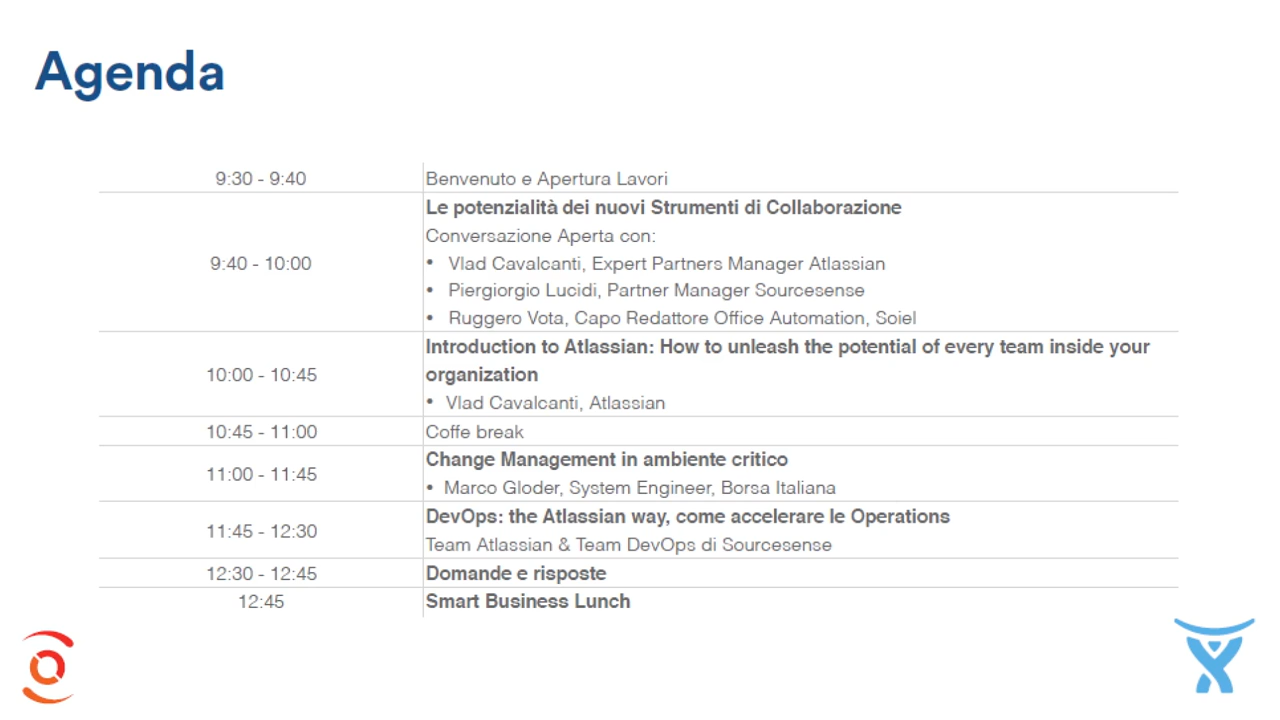 Agenda
9:30 - 9:40
Benvenuto e Apertura Lavori
9:40 - 10:00
Le potenzialità dei nuovi Strumenti di Collaborazione
Conversazione Aperta con:
• Vlad Cavalcanti, Expert Partners Manager Atlassian
• Piergiorgio Lucidi, Partner Manager Sourcesense
• Ruggero Vota, Capo Redattore Office Automation, Soiel
10:00 - 10:45
Introduction to Atlassian: How to unleash the potential of every team inside your
organization
• Vlad Cavalcanti, Atlassian
10:45 - 11:00
Coffe break
11:00 - 11:45
Change Management in ambiente critico
• Marco Gloder, System Engineer, Borsa Italiana
11:45 - 12:30
DevOps: the Atlassian way, come accelerare le Operations
Team Atlassian & Team DevOps di Sourcesense
12:30 - 12:45
Domande e risposte
12:45
Smart Business Lunch